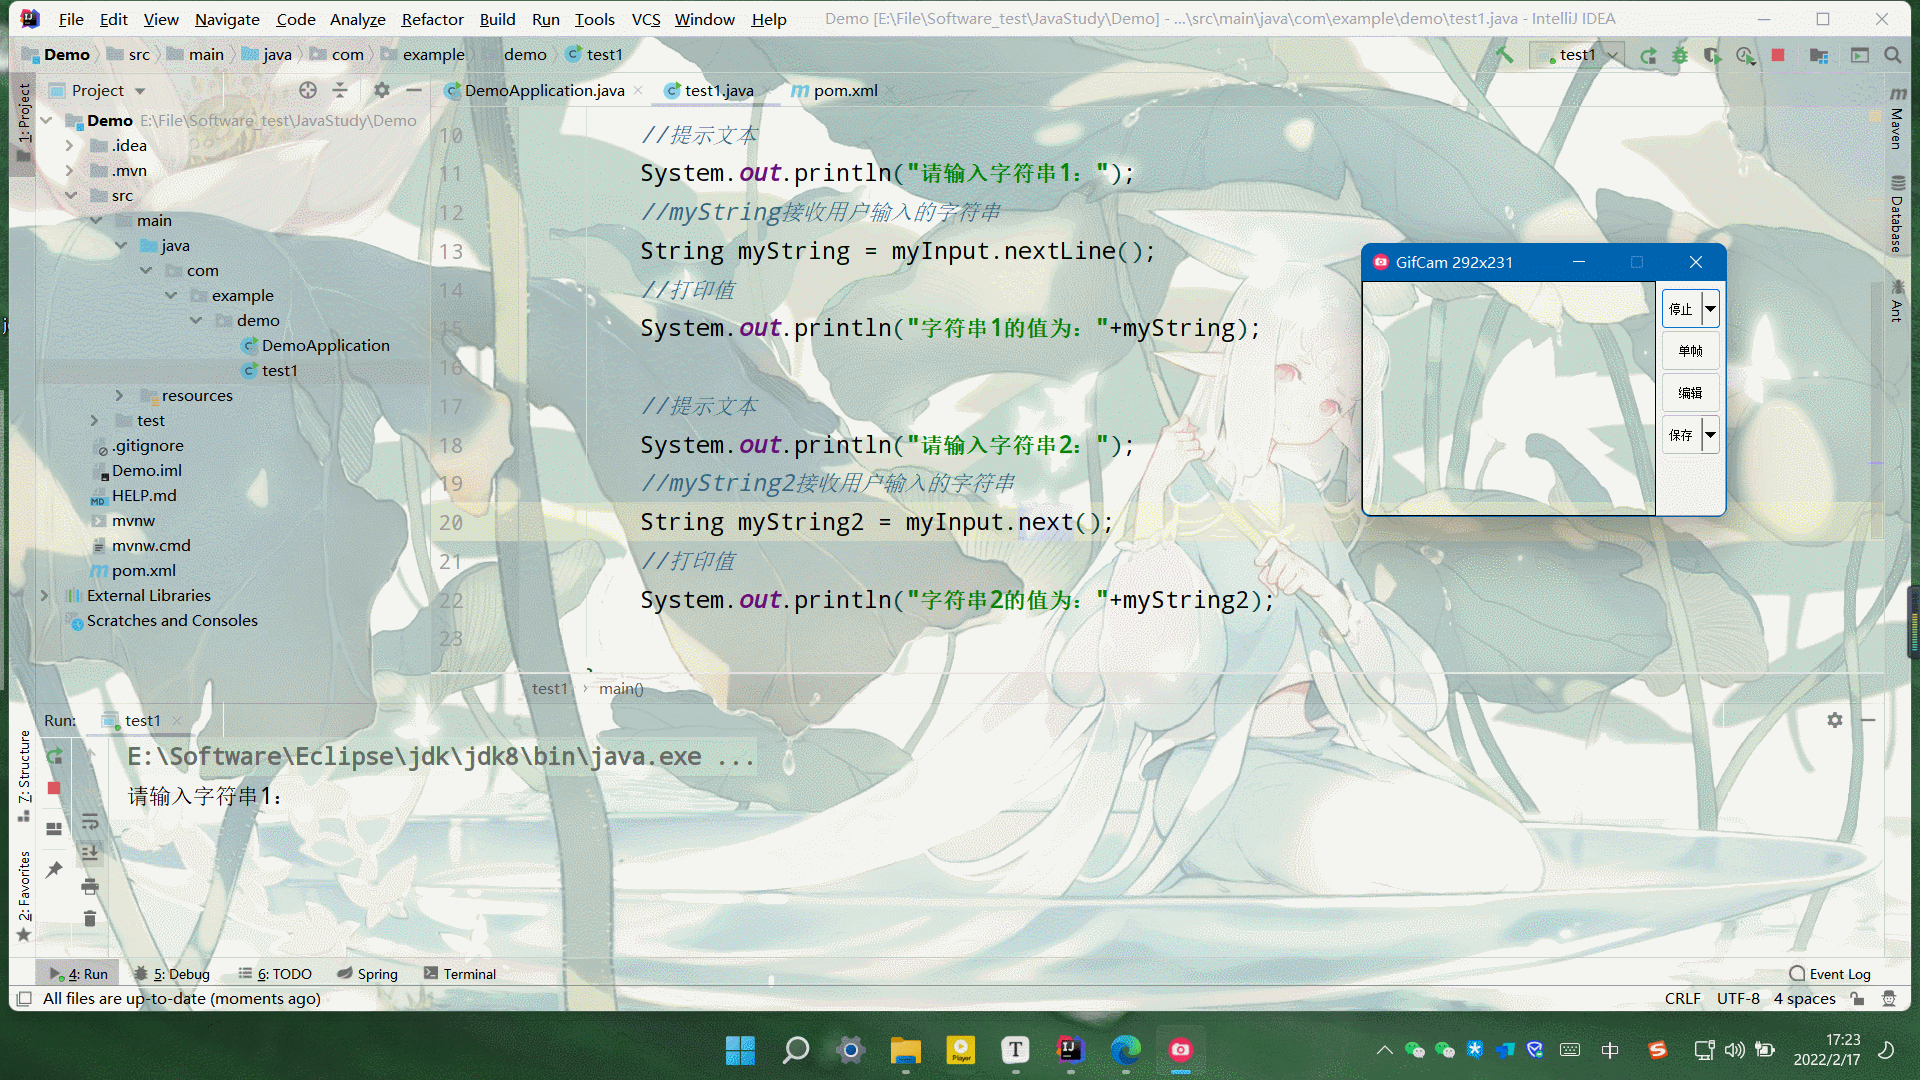 File Edit View Navigate Code Analyze Refactor Build Run Tools VCS Window Help Demo [E:\File\Software_test\JavaStudy\Demo] - ...\src\main\java\com\example\demo\test1.java - IntelliJ IDEA
Demo src main java com example demo test1 test1
1: Project
Project
DemoApplication.java test1.java pom.xml
Demo E:\File\Software_test\JavaStudy\Demo
.idea
.mvn
src
main
java
com
example
demo
DemoApplication
test1
resources
test
.gitignore
Demo.iml
HELP.md
mvnw
mvnw.cmd
pom.xml
External Libraries
Scratches and Consoles
10 //提示文本
11 System.out.println("请输入字符串1：");
12 //myString接收用户输入的字符串
13 String myString = myInput.nextLine();
14 //打印值
15 System.out.println("字符串1的值为："+myString);
16
17 //提示文本
18 System.out.println("请输入字符串2：");
19 //myString2接收用户输入的字符串
20 String myString2 = myInput.next();
21 //打印值
22 System.out.println("字符串2的值为："+myString2);
23
test1 › main()
GifCam 292x231
停止
单帧
编辑
保存
Maven
Database
Ant
Run: test1
E:\Software\Eclipse\jdk\jdk8\bin\java.exe ...
请输入字符串1：
7: Structure
2: Favorites
4: Run 5: Debug 6: TODO Spring Terminal Event Log
All files are up-to-date (moments ago) CRLF UTF-8 4 spaces
Player
T
IJ
中
17:23
2022/2/17